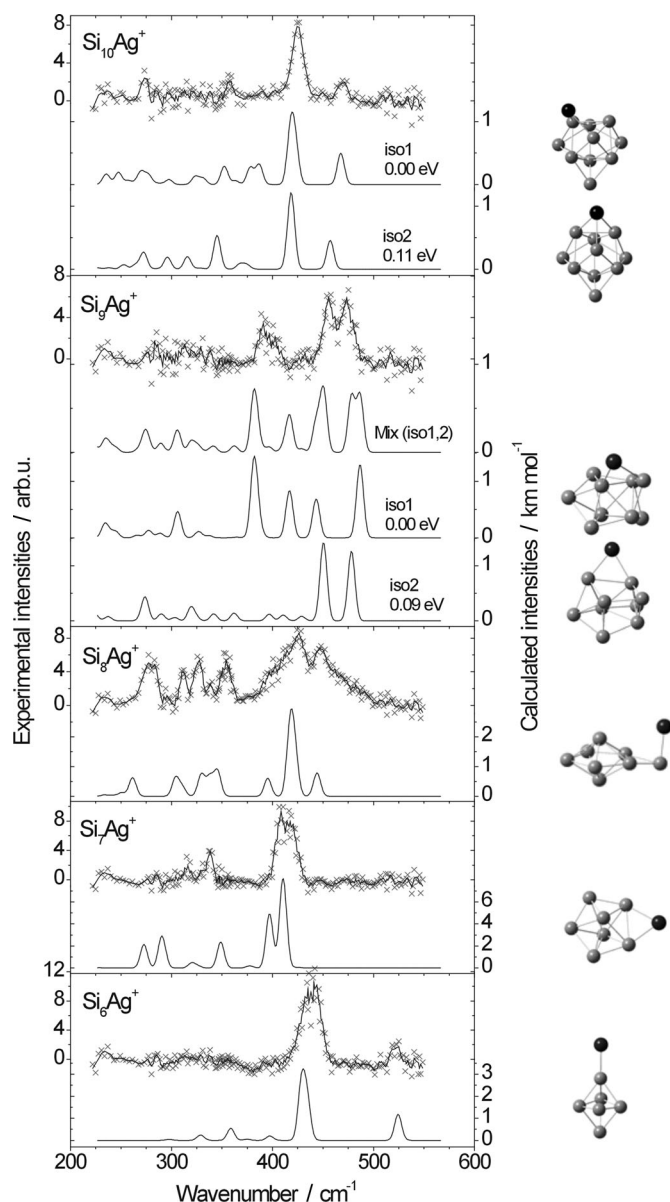 8
Si10Ag+
4
0
1
iso1
0.00 eV
0
1
iso2
0.11 eV
0
8
Si9Ag+
4
0
1
Mix (iso1,2)
0
1
iso1
0.00 eV
0
1
iso2
0.09 eV
0
8
Si8Ag+
4
0
2
1
0
8
Si7Ag+
4
0
6
4
2
0
12
Si6Ag+
8
4
0
3
2
1
0
200 300 400 500 600
Wavenumber / cm-1
Experimental intensities / arb.u.
Calculated intensities / km mol-1